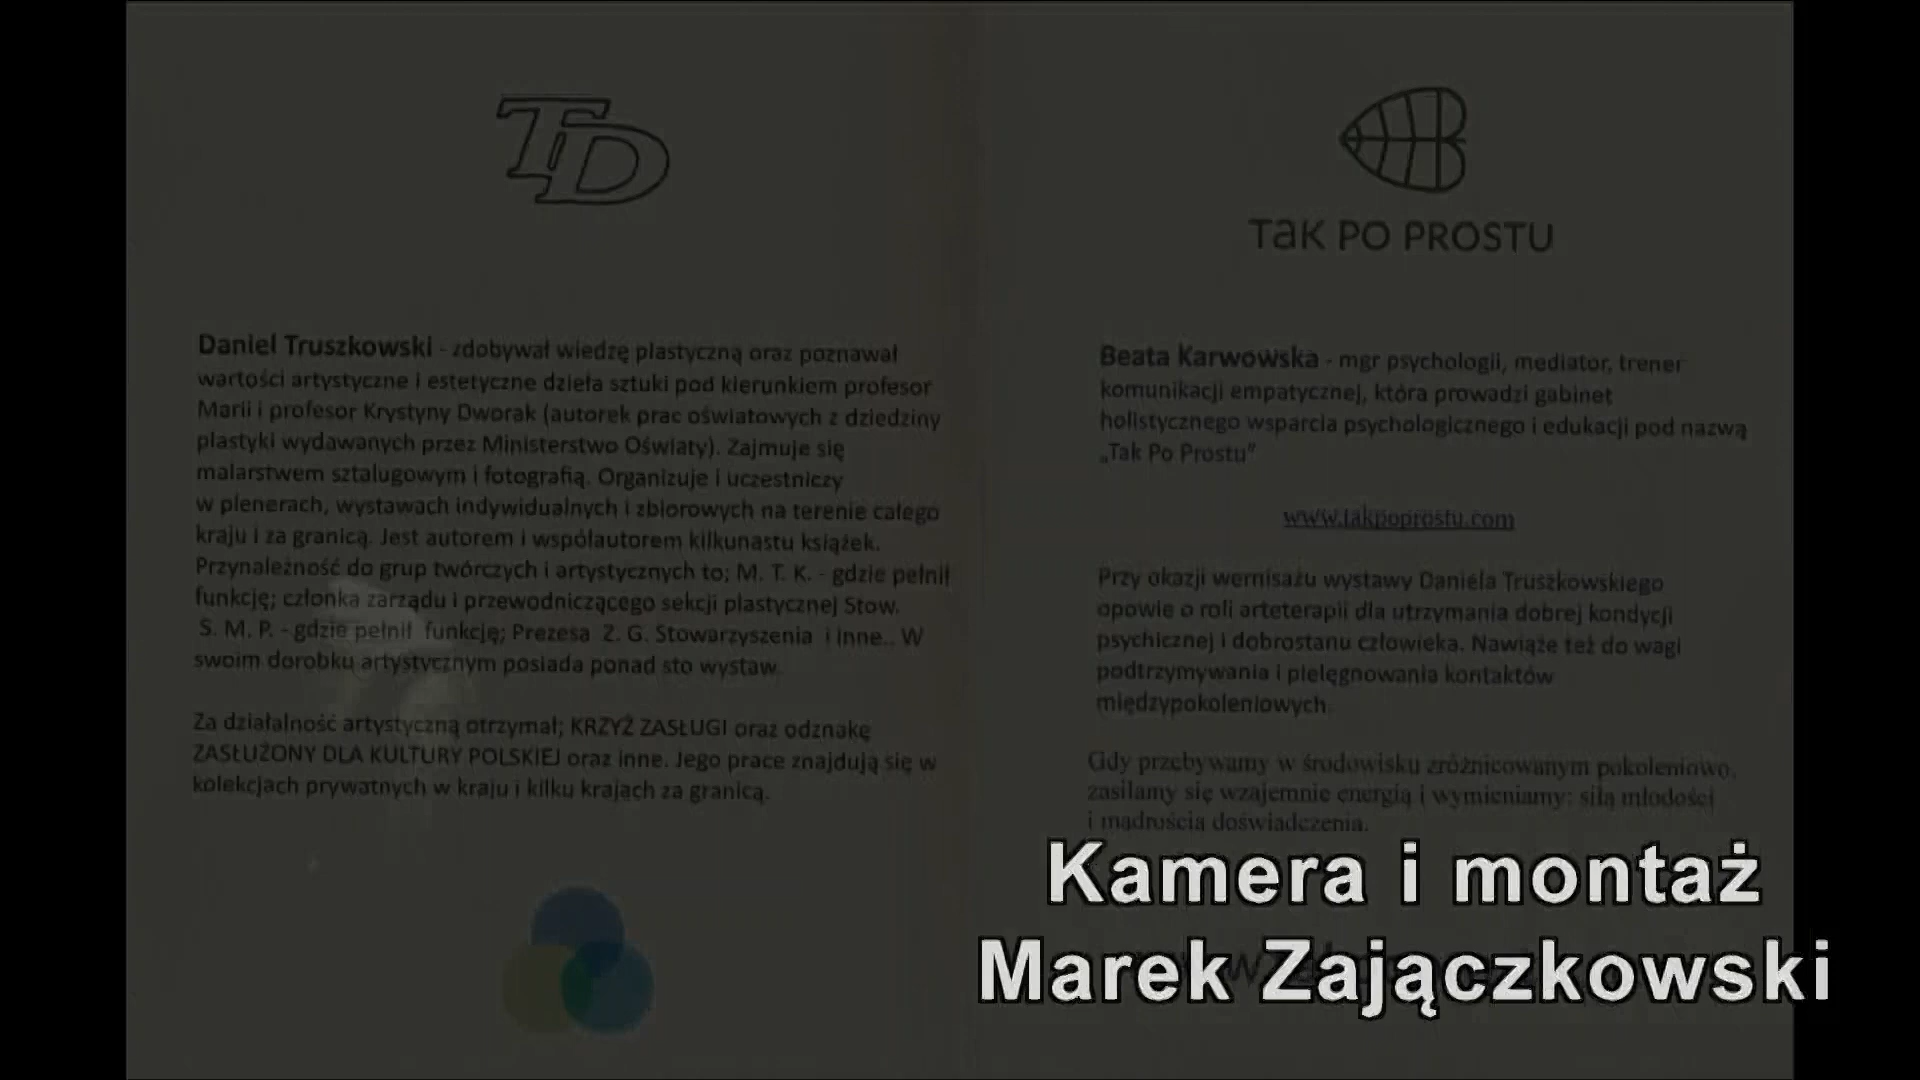 TD
Daniel Truszkowski - zdobywał wiedzę plastyczną oraz poznawał
wartości artystyczne i estetyczne dzieła sztuki pod kierunkiem profesor
Marii i profesor Krystyny Dworak (autorek prac oświatowych z dziedziny
plastyki wydawanych przez Ministerstwo Oświaty). Zajmuje się
malarstwem sztalugowym i fotografią. Organizuje i uczestniczy
w plenerach, wystawach indywidualnych i zbiorowych na terenie całego
kraju i za granicą. Jest autorem i współautorem kilkunastu książek.
Przynależność do grup twórczych i artystycznych to; M. T. K. - gdzie pełnił
funkcję; członka zarządu i przewodniczącego sekcji plastycznej Stow.
S. M. P. - gdzie pełnił funkcję; Prezesa Z. G. Stowarzyszenia i inne.. W
swoim dorobku artystycznym posiada ponad sto wystaw.
Za działalność artystyczną otrzymał; KRZYŻ ZASŁUGI oraz odznakę
ZASŁUŻONY DLA KULTURY POLSKIEJ oraz inne. Jego prace znajdują się w
kolekcjach prywatnych w kraju i kilku krajach za granicą.
B
Tak PO PROSTU
Beata Karwowska - mgr psychologii, mediator, trener
komunikacji empatycznej, która prowadzi gabinet
holistycznego wsparcia psychologicznego i edukacji pod nazwą
„Tak Po Prostu”
www.takpoprostu.com
Przy okazji wernisażu wystawy Daniela Truszkowskiego
opowie o roli arteterapii dla utrzymania dobrej kondycji
psychicznej i dobrostanu człowieka. Nawiąże też do wagi
podtrzymywania i pielęgnowania kontaktów
międzypokoleniowych.
Gdy przebywamy w środowisku zróżnicowanym pokoleniowo,
zasilamy się wzajemnie energią i wymieniamy: siłą młodości
i mądrością doświadczenia.
Kamera i montaż
Marek Zajączkowski